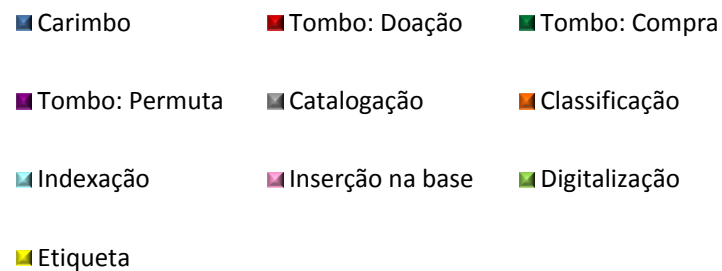 Carimbo Tombo: Doação Tombo: Compra
Tombo: Permuta Catalogação Classificação
Indexação Inserção na base Digitalização
Etiqueta